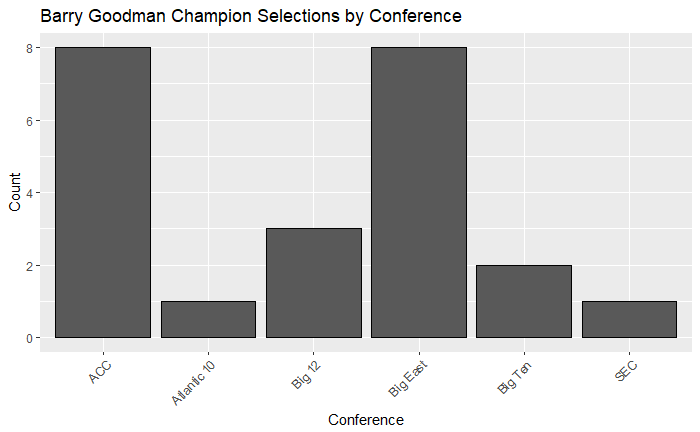 Barry Goodman Champion Selections by Conference
8
6
4
2
0
Count
ACC
Atlantic 10
Big 12
Big East
Big Ten
SEC
Conference